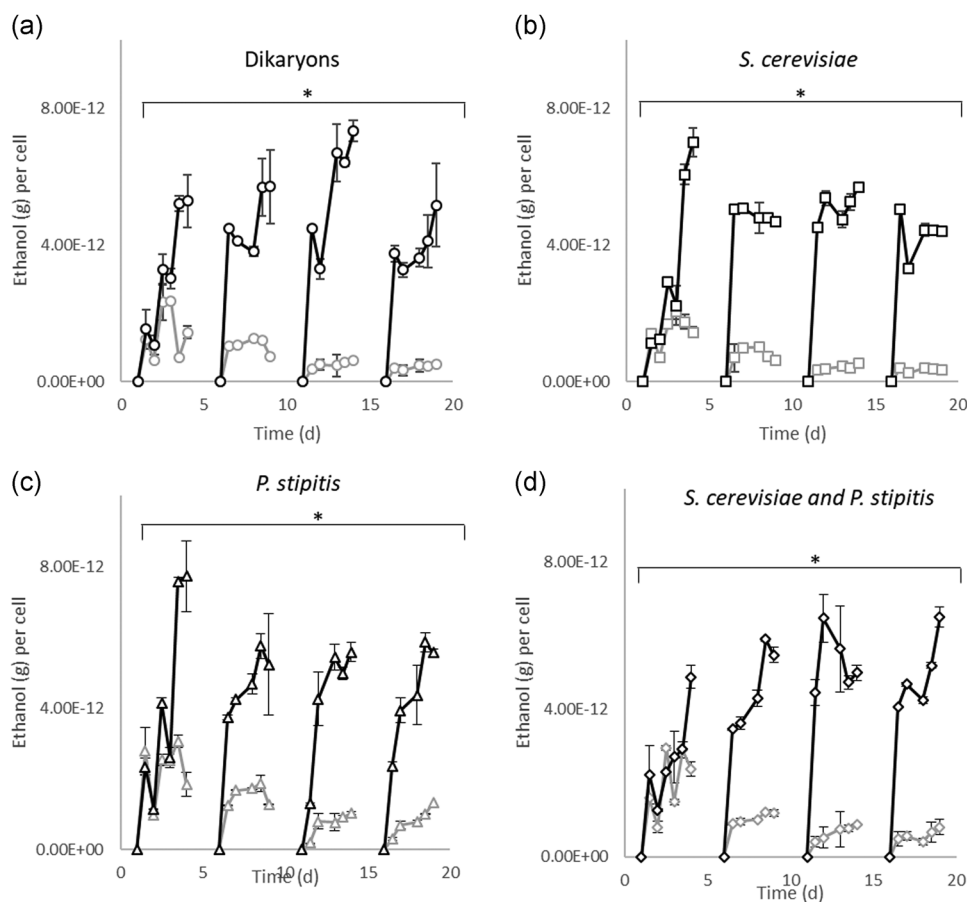 (a)
Dikaryons
*
8.00E-12
4.00E-12
0.00E+00
Ethanol (g) per cell
0 5 10 15 20
Time (d)
(b)
S. cerevisiae
*
8.00E-12
4.00E-12
0.00E+00
Ethanol (g) per cell
0 5 10 15 20
Time (d)
(c)
P. stipitis
*
8.00E-12
4.00E-12
0.00E+00
Ethanol (g) per cell
0 5 10 15 20
Time (d)
(d)
S. cerevisiae and P. stipitis
*
8.00E-12
4.00E-12
0.00E+00
Ethanol (g) per cell
0 5 10 15 20
Time (d)